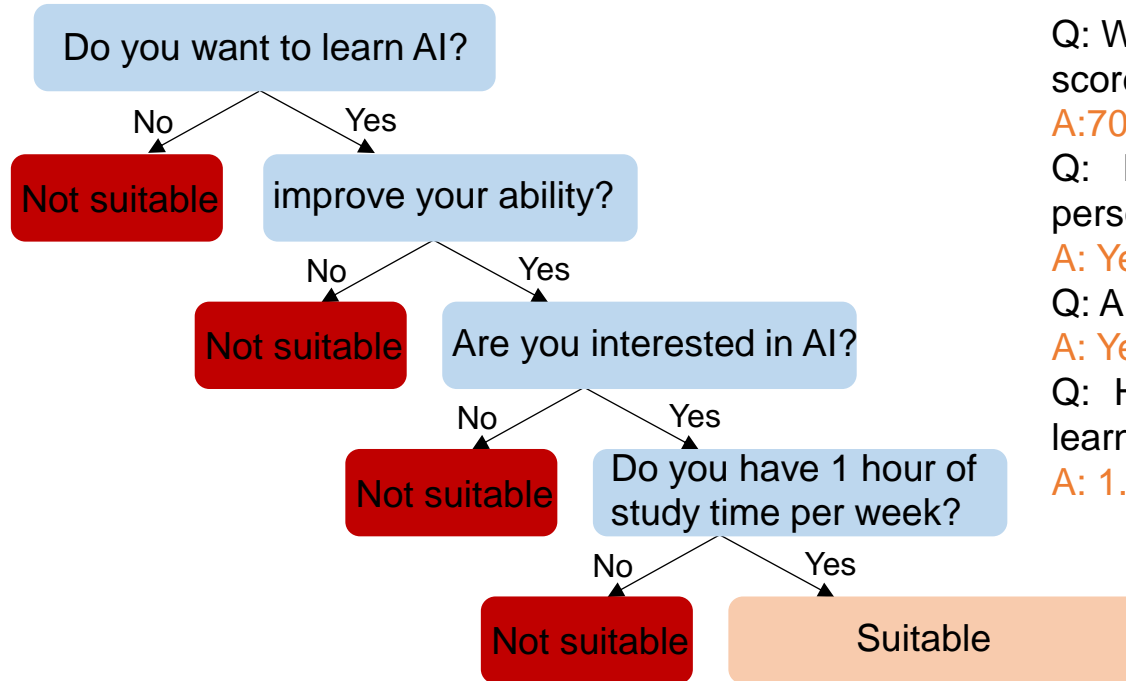 Do you want to learn AI?
No
Yes
Not suitable
improve your ability?
No
Yes
Not suitable
Are you interested in AI?
No
Yes
Not suitable
Do you have 1 hour of
study time per week?
No
Yes
Not suitable
Suitable
Q:
A:70
Q:
A:
Q:
A:
Q:
A: 1.